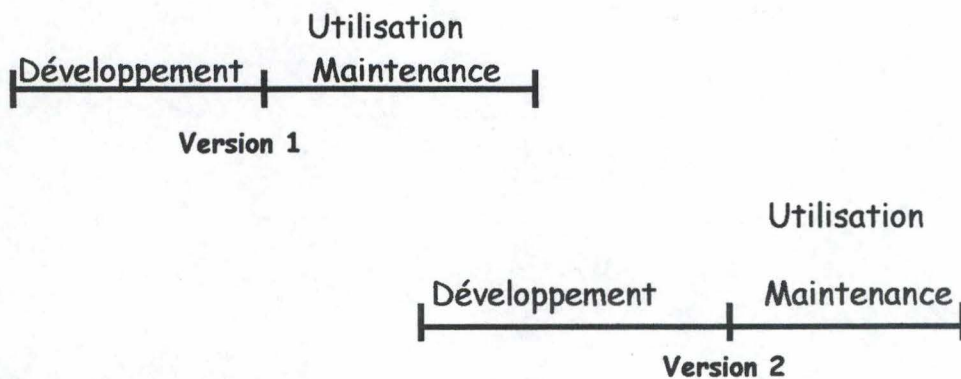 Utilisation
Développement Maintenance
Version 1
Utilisation
Développement Maintenance
Version 2